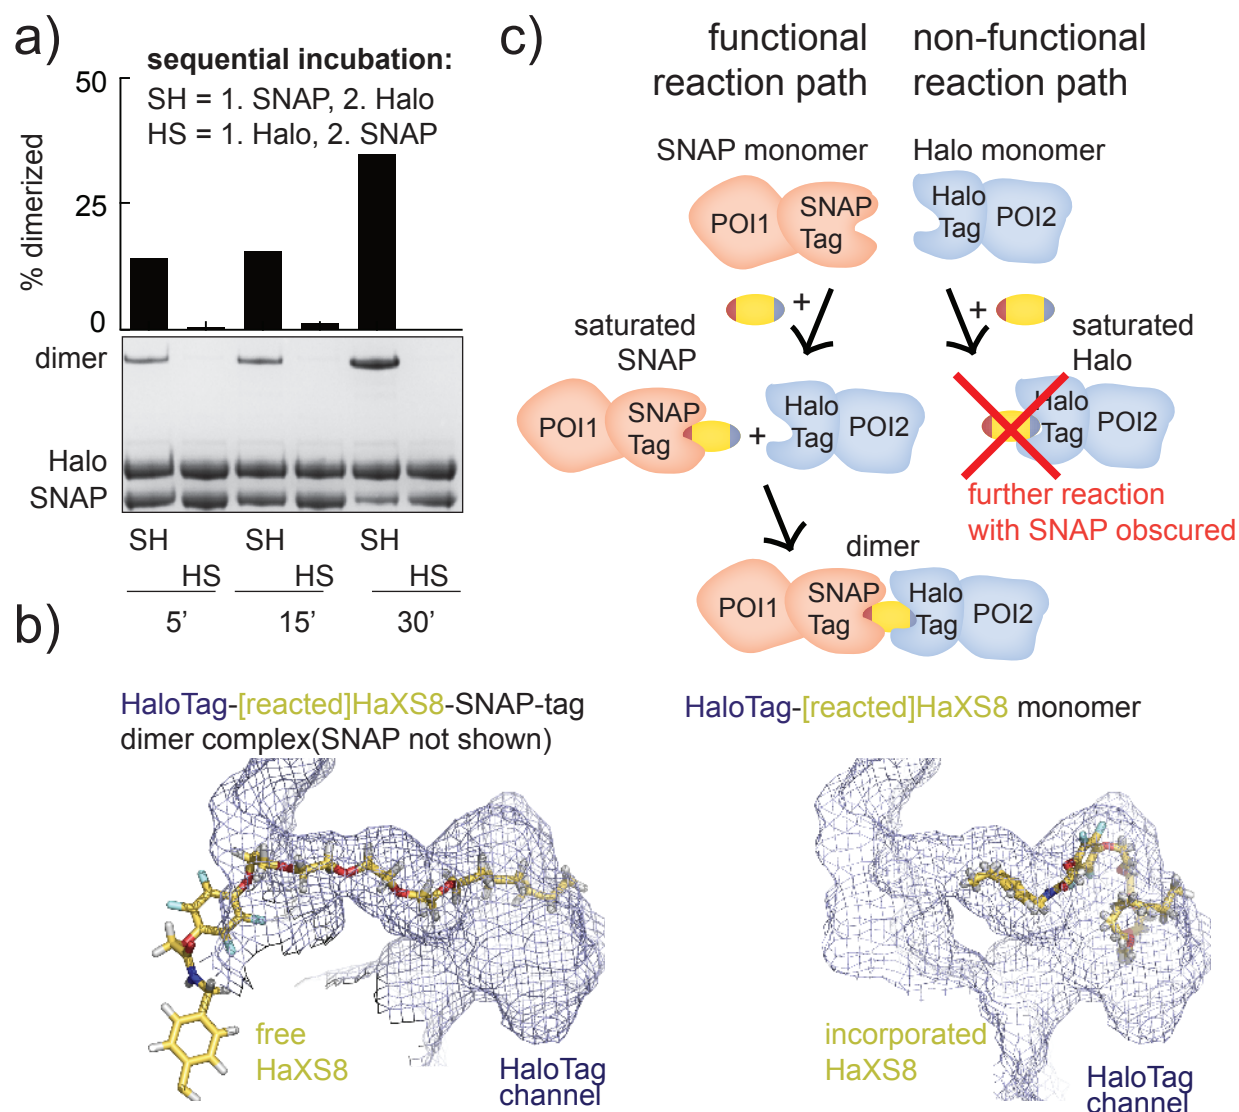 a)
sequential incubation:
SH = 1. SNAP, 2. Halo
HS = 1. Halo, 2. SNAP
% dimerized
50
25
0
dimer
Halo
SNAP
SH
HS
SH
HS
SH
HS
5’
15’
30’
c)
functional
reaction path
non-functional
reaction path
SNAP monomer
Halo monomer
POI1
SNAP
Tag
Halo
Tag
POI2
+
+
saturated
SNAP
saturated
Halo
POI1
SNAP
Tag
+
Halo
Tag
POI2
Halo
Tag
POI2
further reaction
with SNAP obscured
dimer
POI1
SNAP
Tag
Halo
Tag
POI2
b)
HaloTag-[reacted]HaXS8-SNAP-tag
dimer complex(SNAP not shown)
free
HaXS8
HaloTag
channel
HaloTag-[reacted]HaXS8 monomer
incorporated
HaXS8
HaloTag
channel